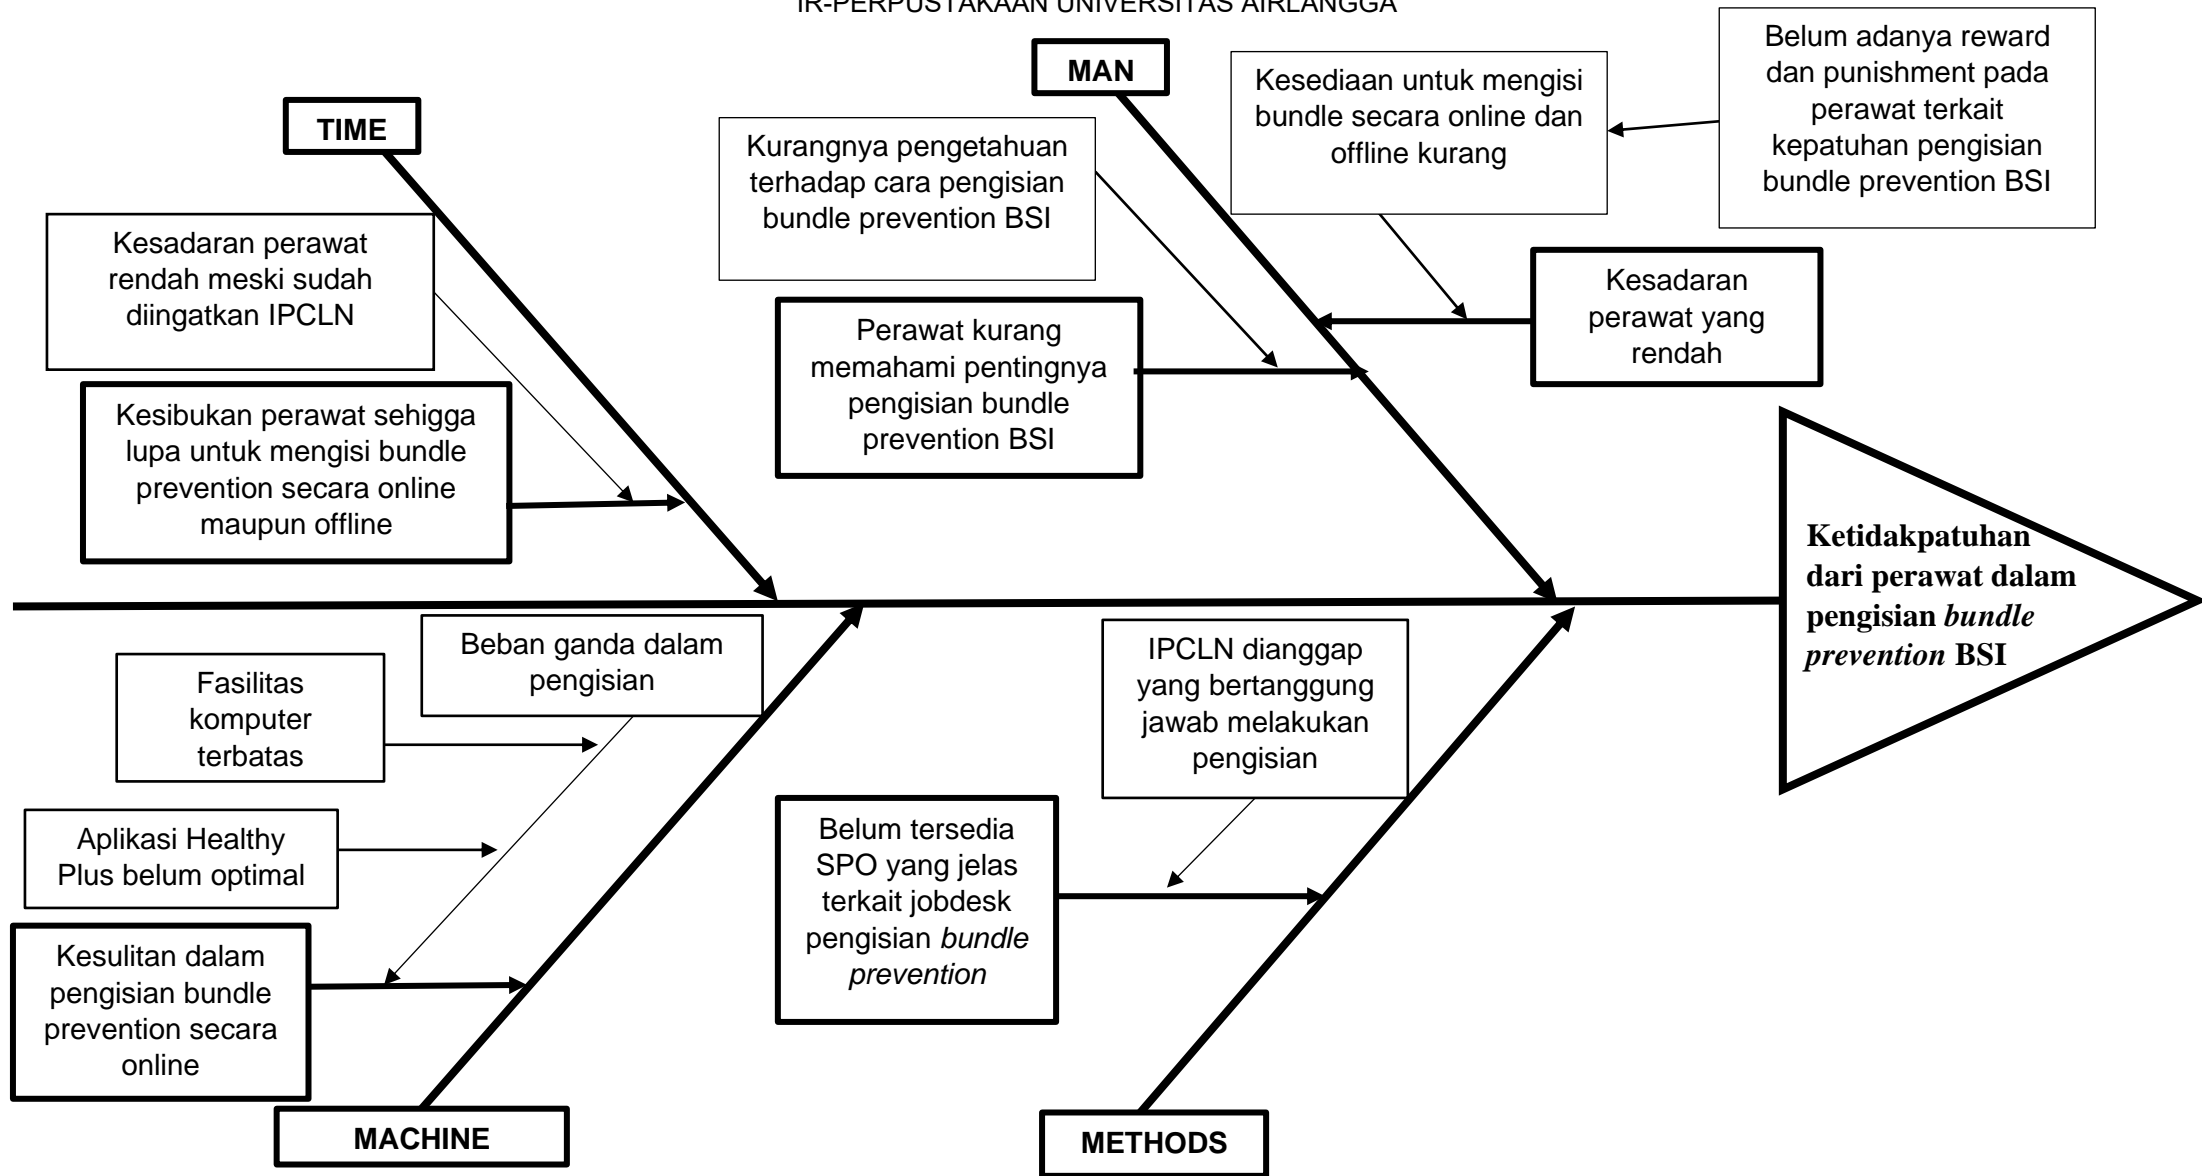 IR-PERPUSTAKAAN UNIVERSITAS AIRLANGGA
TIME
MAN
Kesediaan untuk mengisi
bundle secara online dan
offline kurang
Belum adanya reward
dan punishment pada
perawat terkait
kepatuhan pengisian
bundle prevention BSI
Kurangnya pengetahuan
terhadap cara pengisian
bundle prevention BSI
Kesadaran perawat
rendah meski sudah
diingatkan IPCLN
Kesadaran
perawat yang
rendah
Perawat kurang
memahami pentingnya
pengisian bundle
prevention BSI
Kesibukan perawat sehigga
lupa untuk mengisi bundle
prevention secara online
maupun offline
Ketidakpatuhan
dari perawat dalam
pengisian bundle
prevention BSI
Beban ganda dalam
pengisian
Fasilitas
komputer
terbatas
IPCLN dianggap
yang bertanggung
jawab melakukan
pengisian
Aplikasi Healthy
Plus belum optimal
Belum tersedia
SPO yang jelas
terkait jobdesk
pengisian bundle
prevention
Kesulitan dalam
pengisian bundle
prevention secara
online
MACHINE
METHODS